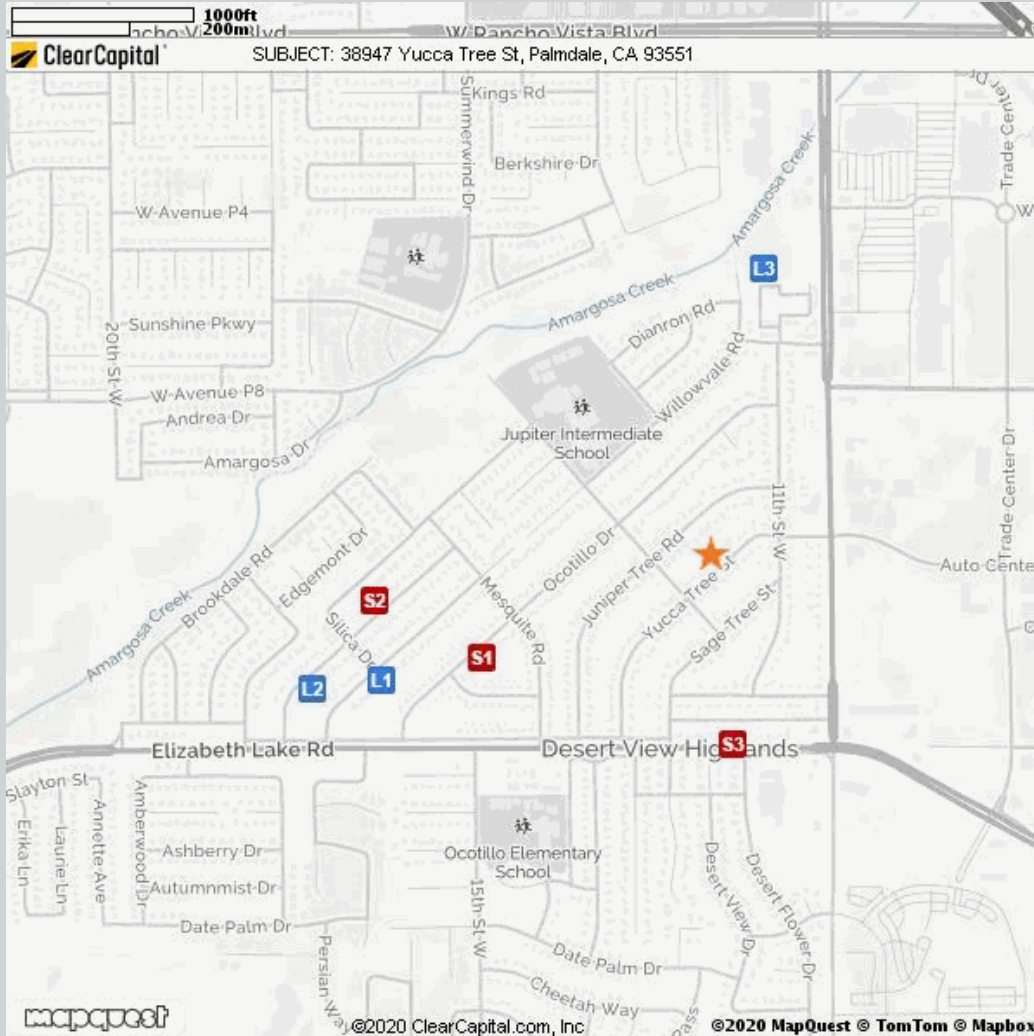 1000ft
200m
ncho Vista Blvd
W Rancho Vista Blvd
ClearCapital
SUBJECT: 38947 Yucca Tree St, Palmdale, CA 93551
Kings Rd
Summerwind Dr
Trade Center Dr
Berkshire Dr
Amargosa Creek
W Avenue P4
W
L3
Amargosa Creek
Dianron Rd
Sunshine Pkwy
20th St W
Willowvale Rd
W Avenue P8
Andrea Dr
Jupiter Intermediate
School
Amargosa Dr
Trade Center Dr
11th St W
Ocotillo Dr
Juniper Tree Rd
Edgemont Dr
Brookdale Rd
Auto Cente
Yucca Tree St
Mesquite Rd
Sage Tree St
S2
Silica Dr
Amargosa Creek
S1
L1
L2
Elizabeth Lake Rd
Desert View Highlands
S3
Slayton St
Erika Ln
Laurie Ln
Annette Ave
Amberwood Dr
Ashberry Dr
Ocotillo Elementary
School
Autumnmist Dr
15th St W
Desert View Dr
Desert Flower Dr
Date Palm Dr
Persian Way
Date Palm Dr
Cheetah Way
Pass
mapquest
©2020 ClearCapital.com, Inc
©2020 MapQuest © TomTom © Mapbox